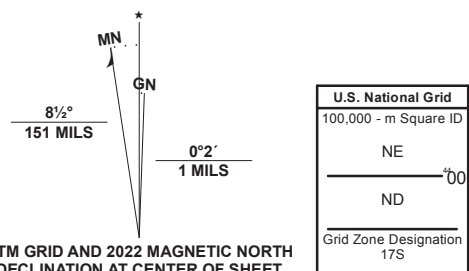 ★
MN
GN
8½°
151 MILS
0°2´
1 MILS
TM GRID AND 2022 MAGNETIC NORTH
DECLINATION AT CENTER OF SHEET
U.S. National Grid
100,000 - m Square ID
NE
00
ND
Grid Zone Designation
17S